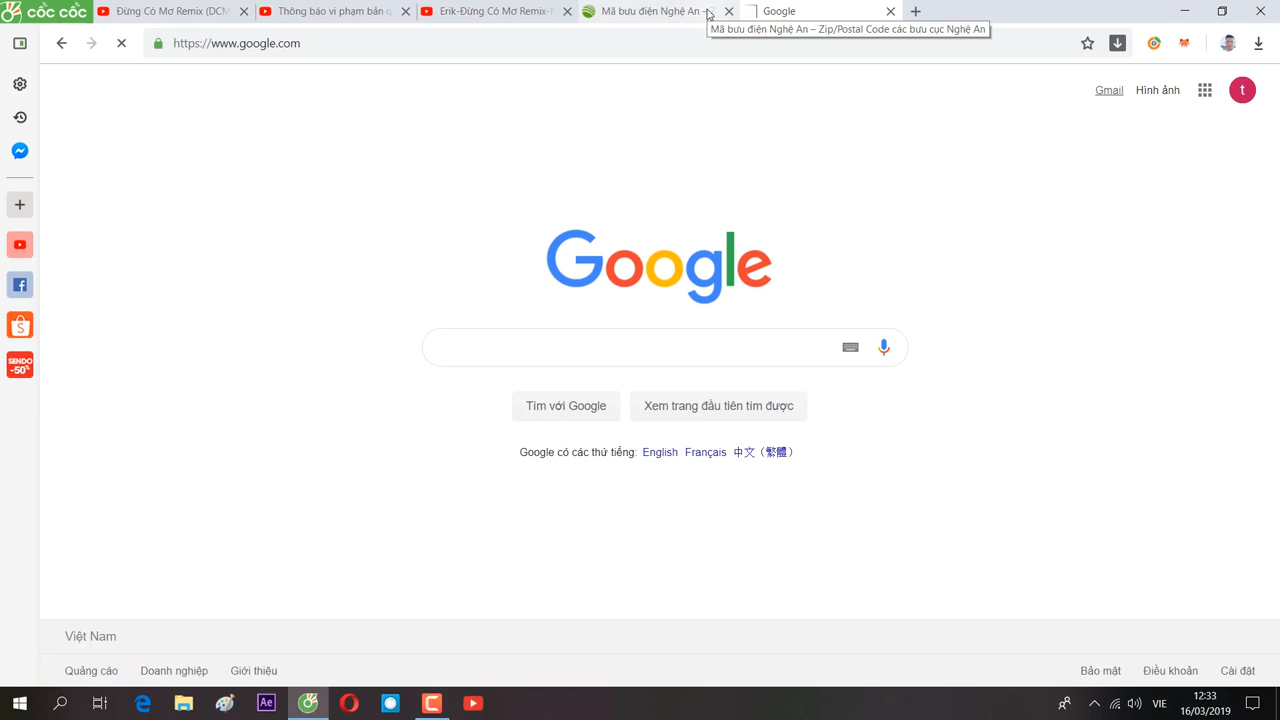 cốc cốc
Đừng Có Mơ Remix (DCM
Thông báo vi phạm bản q
Erik-Đừng Có Mơ Remix-
Mã bưu điện Nghệ An –
Google
Mã bưu điện Nghệ An – Zip/Postal Code các bưu cục Nghệ An
https://www.google.com
Gmail
Hình ảnh
t
S
SENDO
-50%
Google
Tìm với Google
Xem trang đầu tiên tìm được
Google có các thứ tiếng: English Français 中文（繁體）
Việt Nam
Quảng cáo
Doanh nghiệp
Giới thiệu
Bảo mật
Điều khoản
Cài đặt
Ae
VIE
12:33
16/03/2019